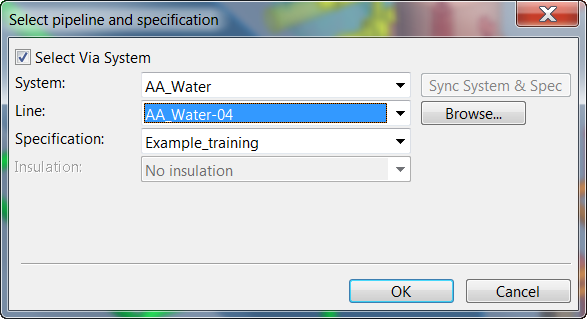 Select pipeline and specification
Select Via System
System: AA_Water Sync System & Spec
Line: AA_Water-04 Browse...
Specification: Example_training
Insulation: No insulation
OK Cancel